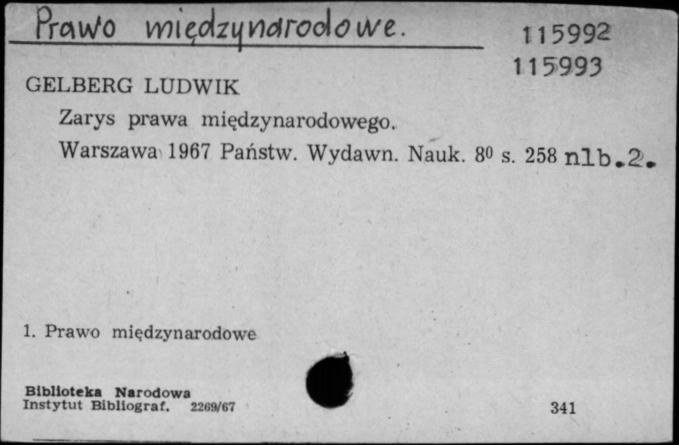 Prawo międzynarodowe.
115992
115993
GELBERG LUDWIK
Zarys prawa międzynarodowego.
Warszawa 1967 Państw. Wydawn. Nauk. 8⁰ s. 258 nlb.2.
1. Prawo międzynarodowe
Biblioteka Narodowa
Instytut Bibliograf. 2269/67
341